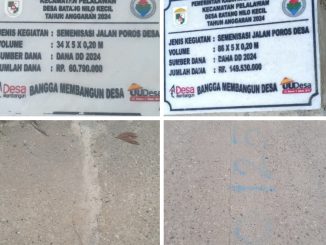 KECAMATAN PELALAWAN
DESA BATANG NILO KECIL
TAHUN ANGGARAN 2024
JENIS KEGIATAN : SEMENISASI JALAN POROS DESA
VOLUME : 34 X 5 X 0,20 M
SUMBER DANA : DANA DD 2024
JUMLAH DANA : RP. 60.790.000
Desa
BANGGA MEMBANGUN DESA
UUDesa
PEMERINTAH KABUPATEN
KECAMATAN PELALAWAN
DESA BATANG NILO KECIL
TAHUN ANGGARAN 2024
JENIS KEGIATAN : SEMENISASI JALAN POROS DESA
VOLUME : 86 X 5 X 0,20 M
SUMBER DANA : DANA DD 2024
JUMLAH DANA : RP. 149.530.600
Desa
BANGGA MEMBANGUN DESA
UUDesa